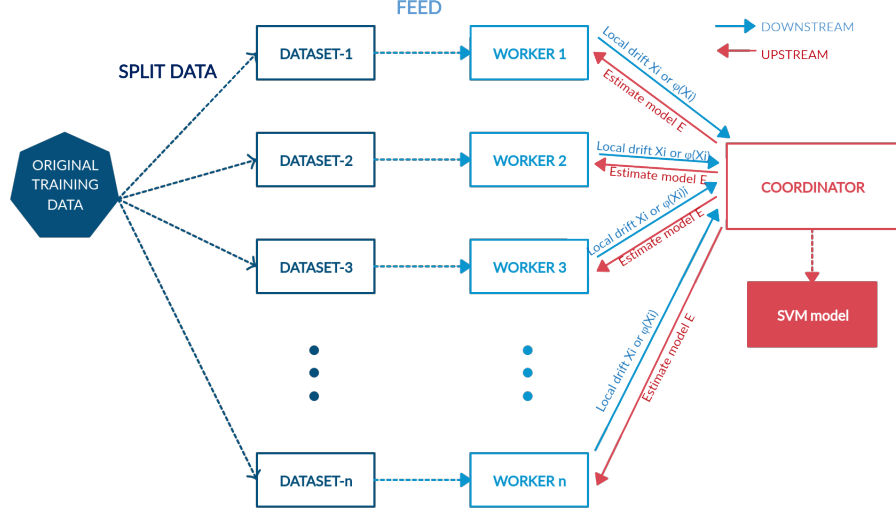 FEED
DOWNSTREAM
UPSTREAM
SPLIT DATA
ORIGINAL
TRAINING
DATA
DATASET-1
WORKER 1
Local drift Xi or φ(Xi)
Estimate model E
DATASET-2
WORKER 2
Local drift Xi or φ(Xi)
Estimate model E
COORDINATOR
DATASET-3
WORKER 3
Local drift Xi or φ(Xi)i
Estimate model E
SVM model
Local drift Xi or φ(Xi)
Estimate model E
DATASET-n
WORKER n